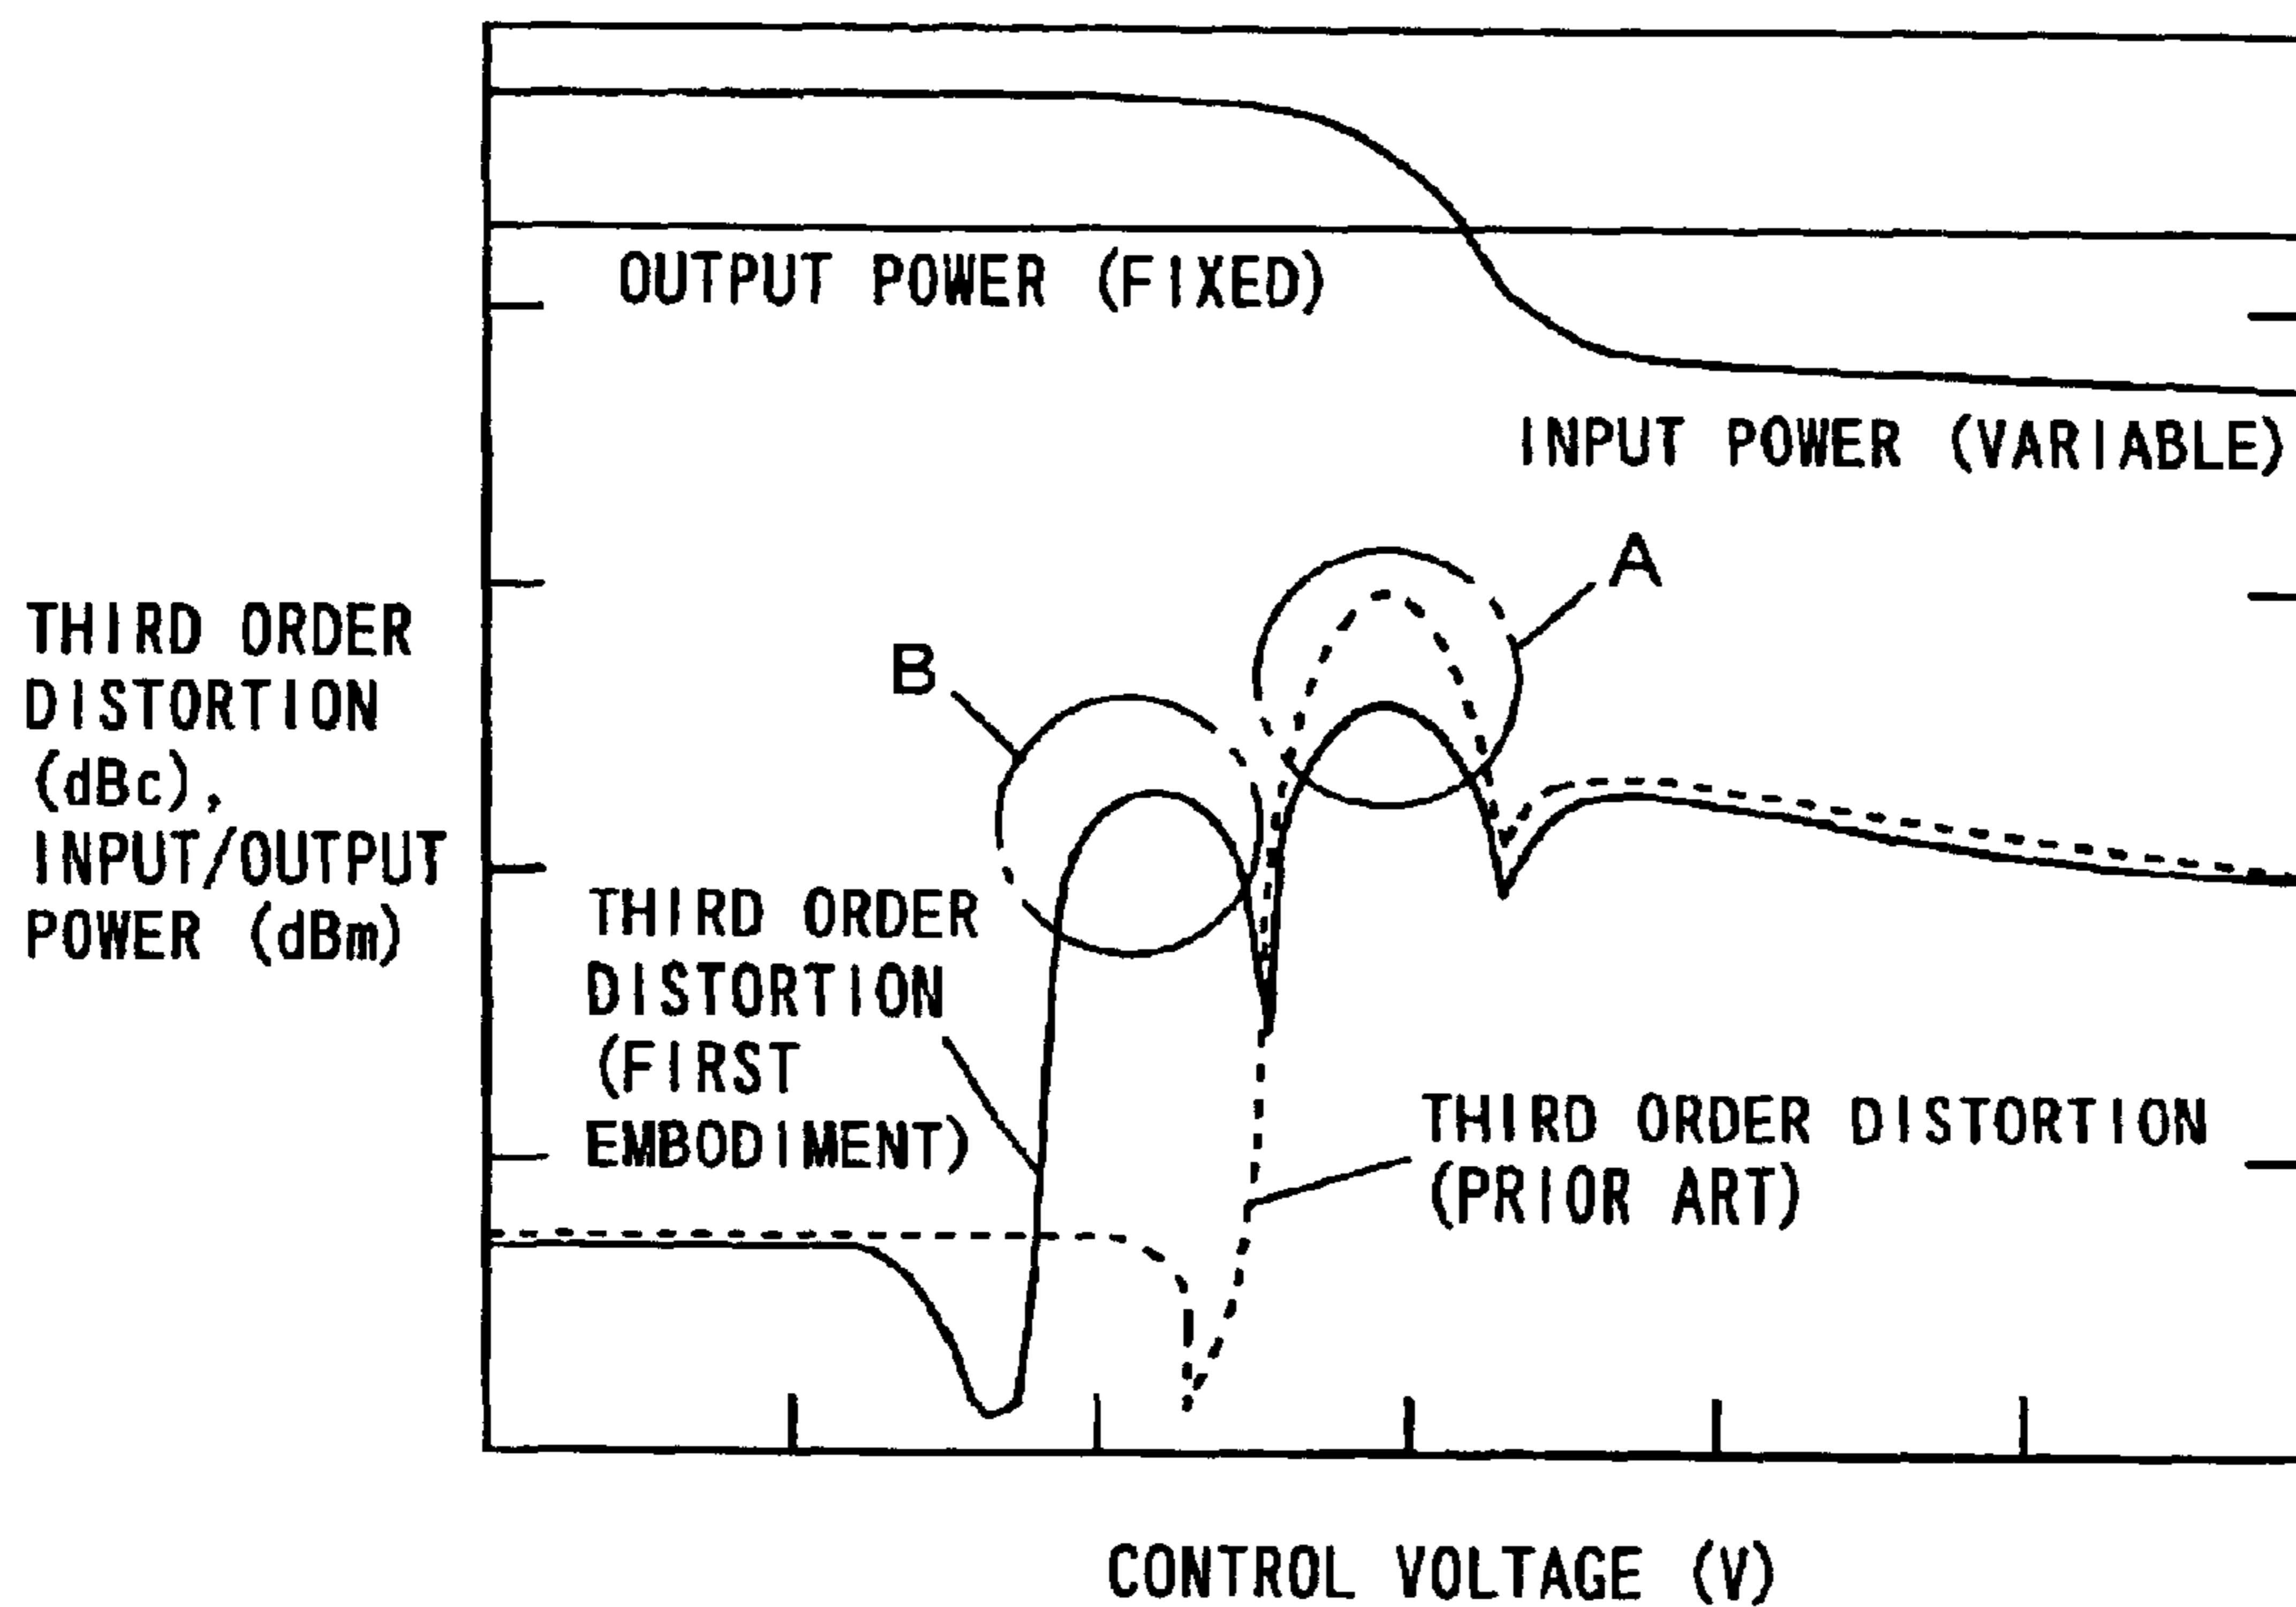 OUTPUT POWER (FIXED)
INPUT POWER (VARIABLE)
A
B
THIRD ORDER
DISTORTION
(dBc),
INPUT/OUTPUT
POWER (dBm)
THIRD ORDER
DISTORTION
(FIRST
EMBODIMENT)
THIRD ORDER DISTORTION
(PRIOR ART)
CONTROL VOLTAGE (V)